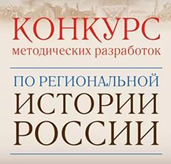 КОНКУРС
методических разработок
ПО РЕГИОНАЛЬНОЙ
ИСТОРИИ
РОССИИ